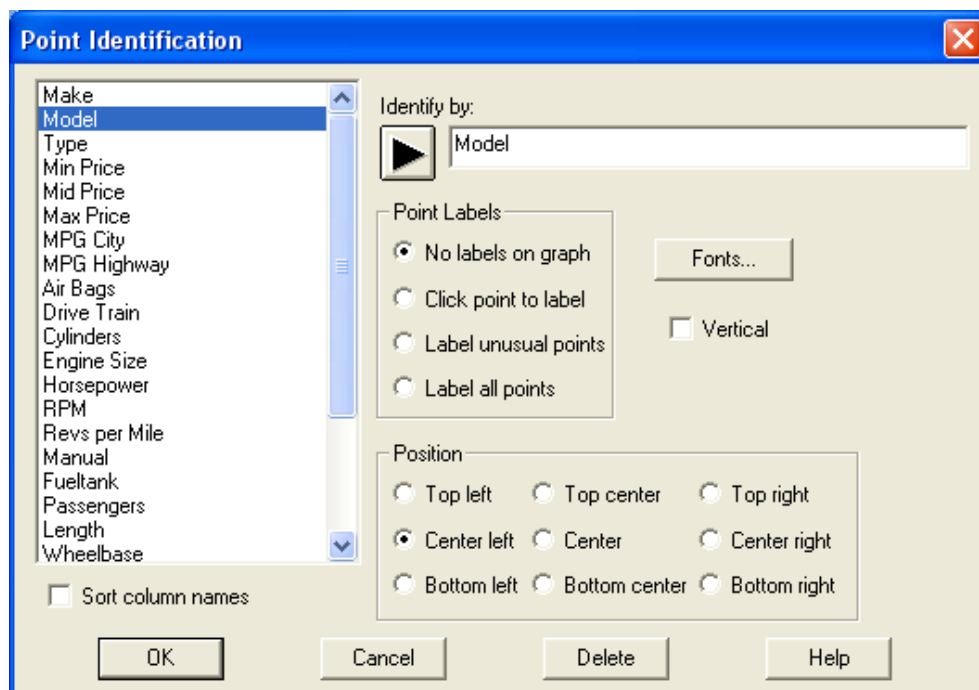 Point Identification
Make
Model
Type
Min Price
Mid Price
Max Price
MPG City
MPG Highway
Air Bags
Drive Train
Cylinders
Engine Size
Horsepower
RPM
Revs per Mile
Manual
Fueltank
Passengers
Length
Wheelbase
Sort column names
Identify by:
Model
Point Labels
No labels on graph
Click point to label
Label unusual points
Label all points
Fonts...
Vertical
Position
Top left Top center Top right
Center left Center Center right
Bottom left Bottom center Bottom right
OK Cancel Delete Help